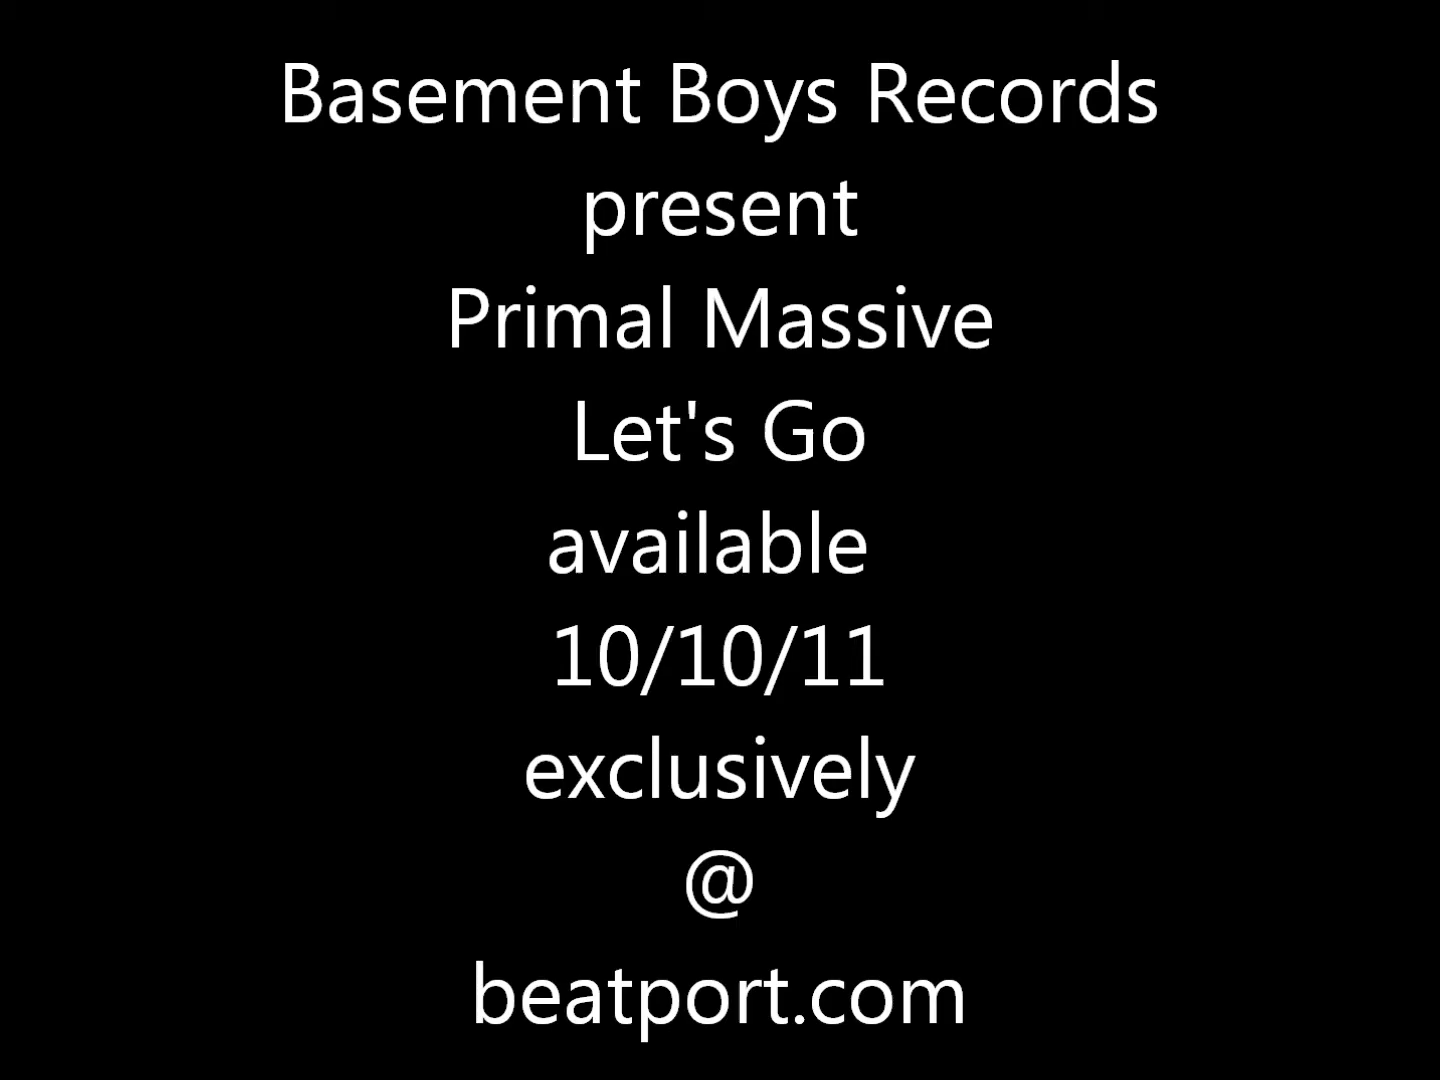 Basement Boys Records
present
Primal Massive
Let's Go
available
10/10/11
exclusively
@
beatport.com